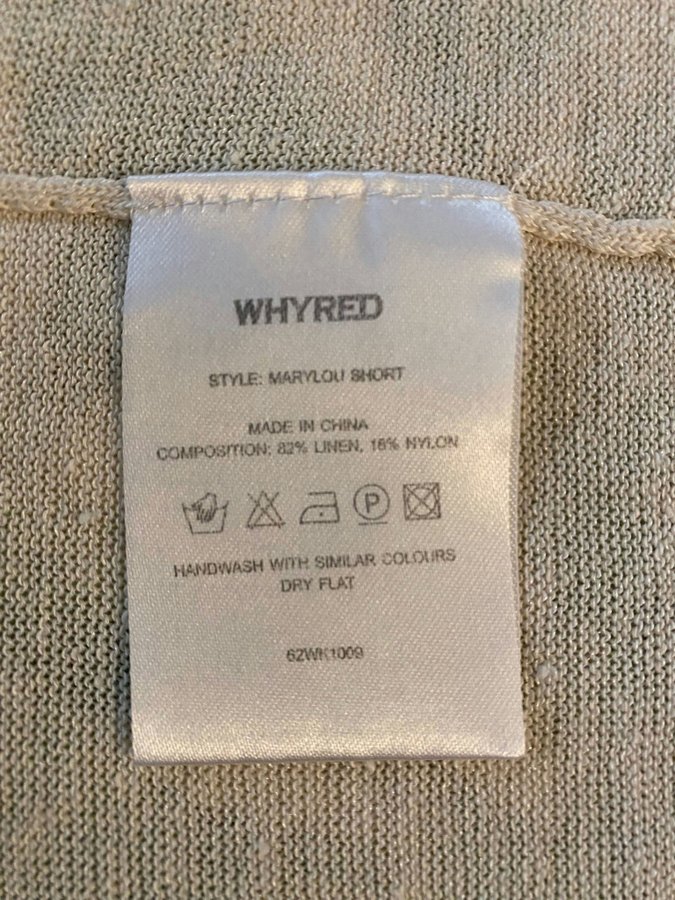 WHYRED
STYLE: MARYLOU SHORT
MADE IN CHINA
COMPOSITION: 82% LINEN, 18% NYLON
P
HANDWASH WITH SIMILAR COLOURS
DRY FLAT
62WK1009